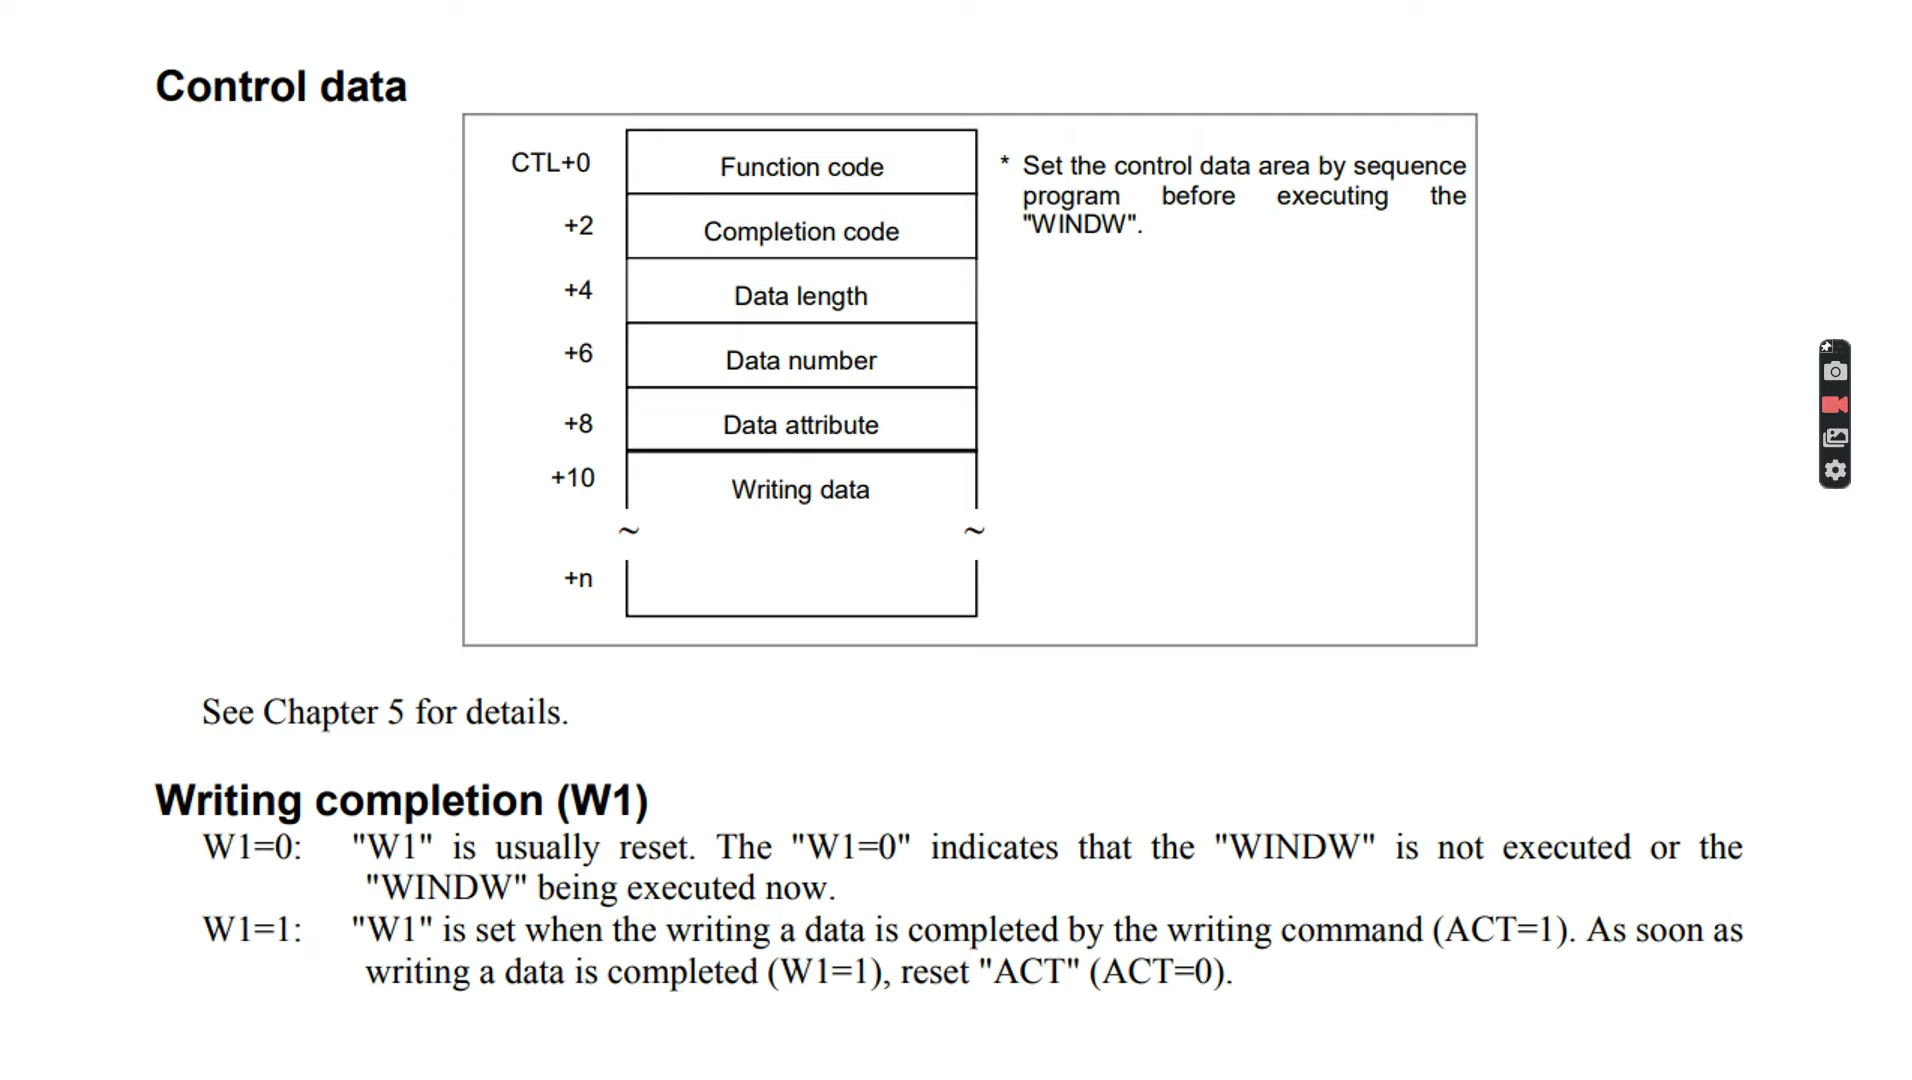 Control data
CTL+0 Function code
* Set the control data area by sequence
program before executing the
"WINDW".
+2 Completion code
+4 Data length
+6 Data number
+8 Data attribute
+10 Writing data
~ ~
+n
See Chapter 5 for details.
Writing completion (W1)
W1=0: "W1" is usually reset. The "W1=0" indicates that the "WINDW" is not executed or the
"WINDW" being executed now.
W1=1: "W1" is set when the writing a data is completed by the writing command (ACT=1). As soon as
writing a data is completed (W1=1), reset "ACT" (ACT=0).